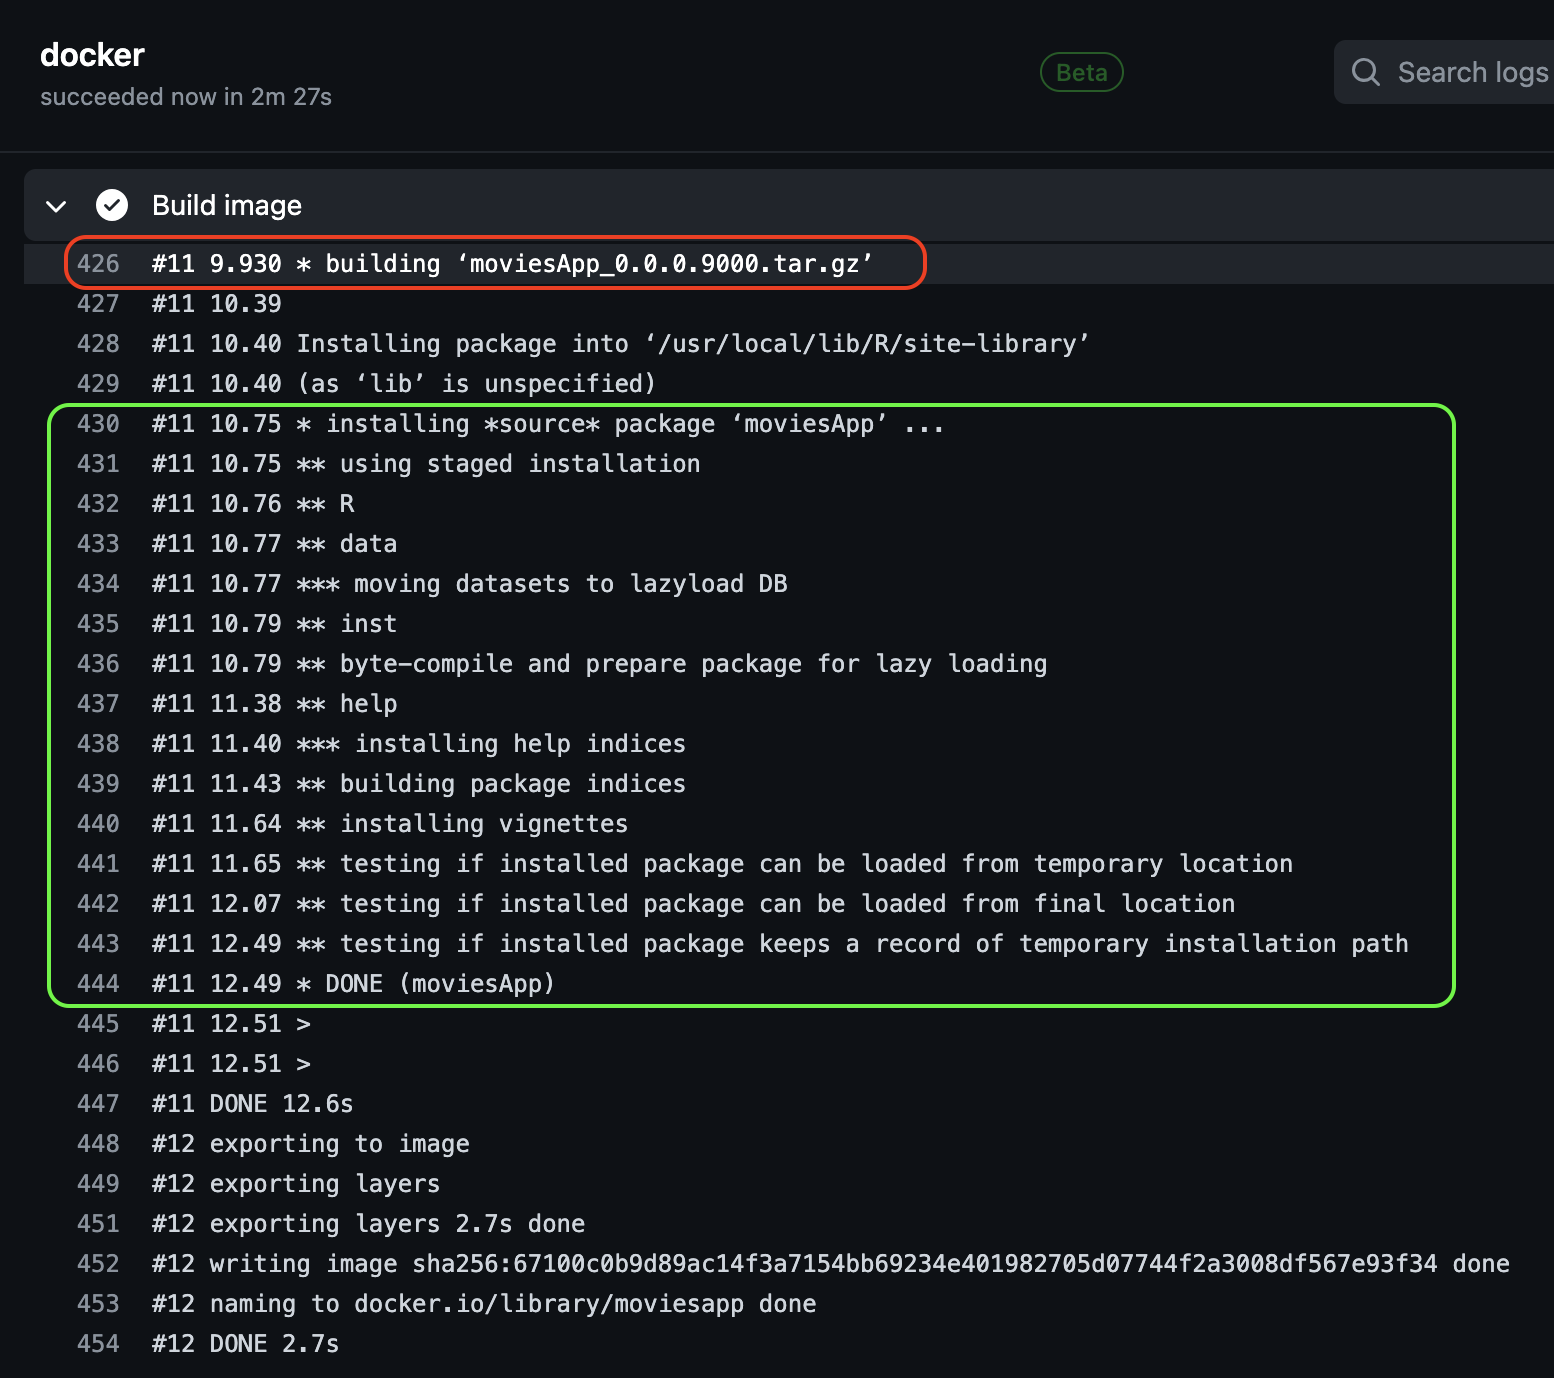 docker
succeeded now in 2m 27s
Beta
Search logs
Build image
426 #11 9.930 * building ‘moviesApp_0.0.0.9000.tar.gz’
427 #11 10.39
428 #11 10.40 Installing package into ‘/usr/local/lib/R/site-library’
429 #11 10.40 (as ‘lib’ is unspecified)
430 #11 10.75 * installing *source* package ‘moviesApp’ ...
431 #11 10.75 ** using staged installation
432 #11 10.76 ** R
433 #11 10.77 ** data
434 #11 10.77 *** moving datasets to lazyload DB
435 #11 10.79 ** inst
436 #11 10.79 ** byte-compile and prepare package for lazy loading
437 #11 11.38 ** help
438 #11 11.40 *** installing help indices
439 #11 11.43 ** building package indices
440 #11 11.64 ** installing vignettes
441 #11 11.65 ** testing if installed package can be loaded from temporary location
442 #11 12.07 ** testing if installed package can be loaded from final location
443 #11 12.49 ** testing if installed package keeps a record of temporary installation path
444 #11 12.49 * DONE (moviesApp)
445 #11 12.51 >
446 #11 12.51 >
447 #11 DONE 12.6s
448 #12 exporting to image
449 #12 exporting layers
451 #12 exporting layers 2.7s done
452 #12 writing image sha256:67100c0b9d89ac14f3a7154bb69234e401982705d07744f2a3008df567e93f34 done
453 #12 naming to docker.io/library/moviesapp done
454 #12 DONE 2.7s